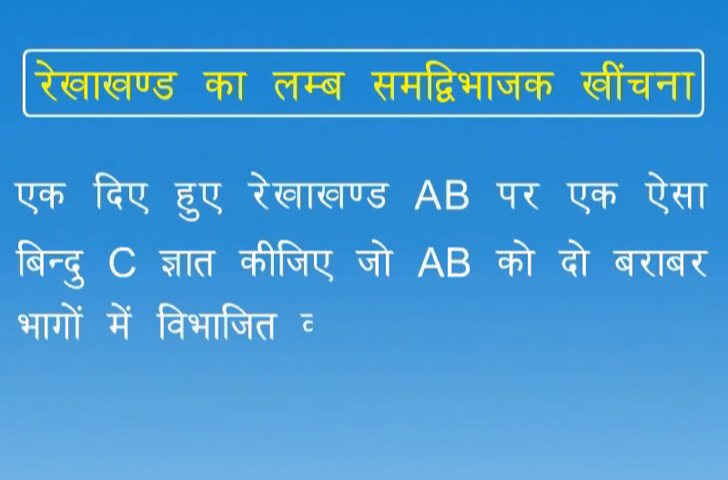 रेखाखण्ड का लम्ब समद्विभाजक खींचना
एक दिए हुए रेखाखण्ड AB पर एक ऐसा
बिन्दु C ज्ञात कीजिए जो AB को दो बराबर
भागों में विभाजित